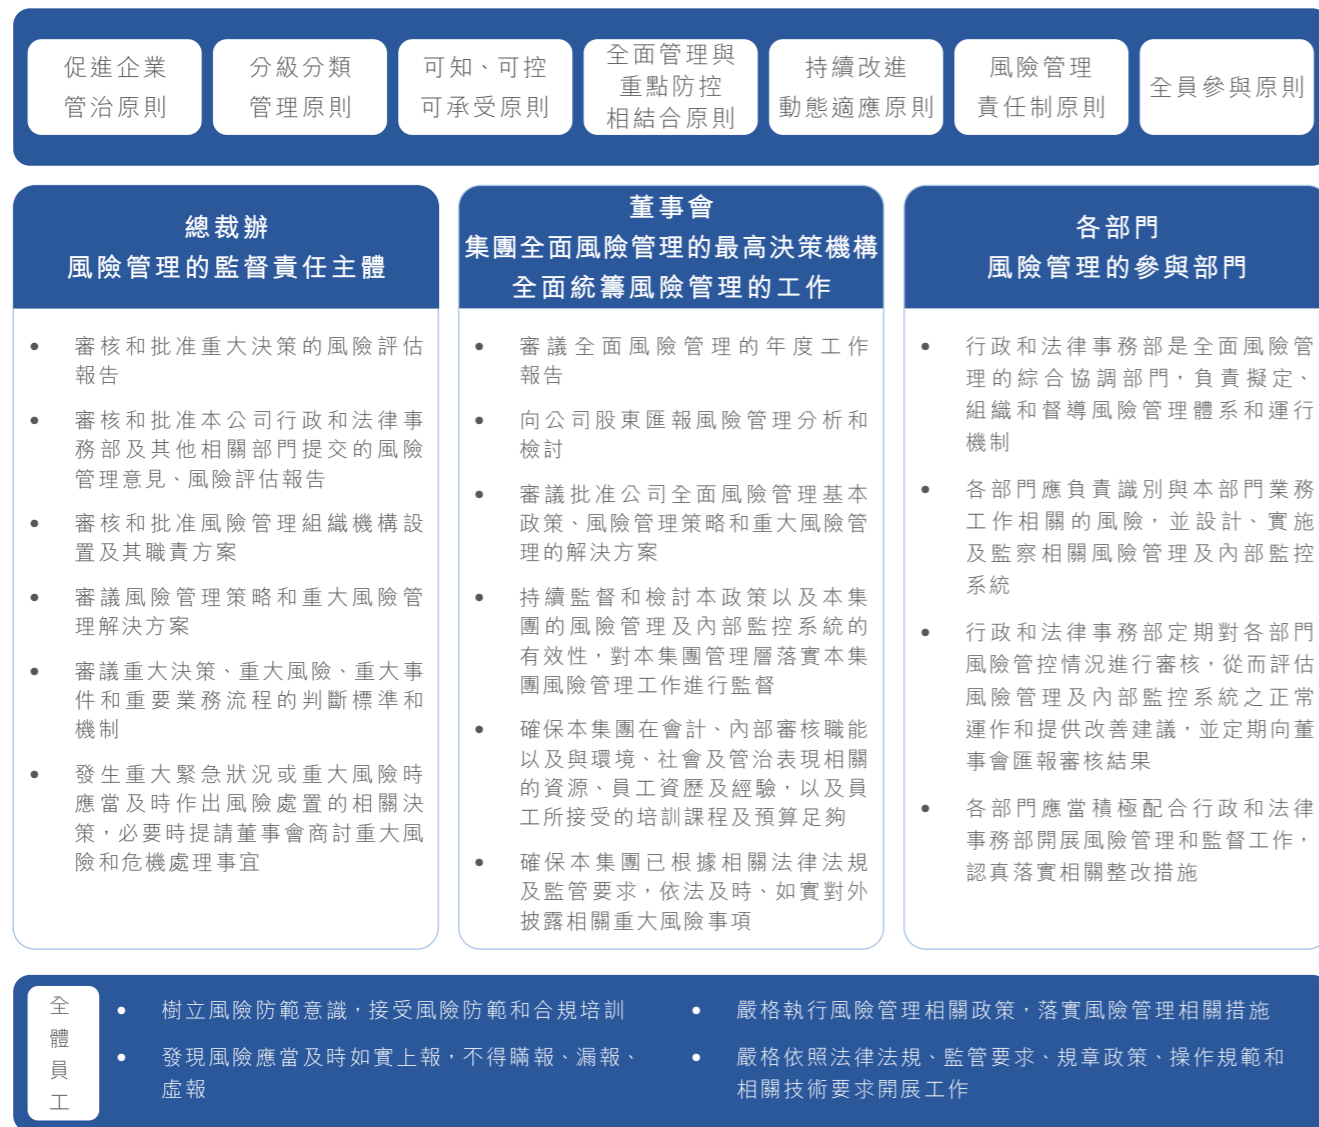 促進企業
管治原則
分級分類
管理原則
可知、可控
可承受原則
全面管理與
重點防控
相結合原則
持續改進
動態適應原則
風險管理
責任制原則
全員參與原則
總裁辦
風險管理的監督責任主體
• 審核和批准重大決策的風險評估
報告
• 審核和批准本公司行政和法律事
務部及其他相關部門提交的風險
管理意見、風險評估報告
• 審核和批准風險管理組織機構設
置及其職責方案
• 審議風險管理策略和重大風險管
理解決方案
• 審議重大決策、重大風險、重大事
件和重要業務流程的判斷標準和
機制
• 發生重大緊急狀況或重大風險時
應當及時作出風險處置的相關決
策，必要時提請董事會商討重大風
險和危機處理事宜
董事會
集團全面風險管理的最高決策機構
全面統籌風險管理的工作
• 審議全面風險管理的年度工作
報告
• 向公司股東匯報風險管理分析和
檢討
• 審議批准公司全面風險管理基本
政策、風險管理策略和重大風險管
理的解決方案
• 持續監督和檢討本政策以及本集
團的風險管理及內部監控系統的
有效性，對本集團管理層落實本集
團風險管理工作進行監督
• 確保本集團在會計、內部審核職能
以及與環境、社會及管治表現相關
的資源、員工資歷及經驗，以及員
工所接受的培訓課程及預算足夠
• 確保本集團已根據相關法律法規
及監管要求，依法及時、如實對外
披露相關重大風險事項
各部門
風險管理的參與部門
• 行政和法律事務部是全面風險管
理的綜合協調部門，負責擬定、
組織和督導風險管理體系和運行
機制
• 各部門應負責識別與本部門業務
工作相關的風險，並設計、實施
及監察相關風險管理及內部監控
系統
• 行政和法律事務部定期對各部門
風險管控情況進行審核，從而評估
風險管理及內部監控系統之正常
運作和提供改善建議，並定期向董
事會匯報審核結果
• 各部門應當積極配合行政和法律
事務部開展風險管理和監督工作，
認真落實相關整改措施
全
體
員
工
• 樹立風險防範意識，接受風險防範和合規培訓
• 發現風險應當及時如實上報，不得瞞報、漏報、
虛報
• 嚴格執行風險管理相關政策，落實風險管理相關措施
• 嚴格依照法律法規、監管要求、規章政策、操作規範和
相關技術要求開展工作